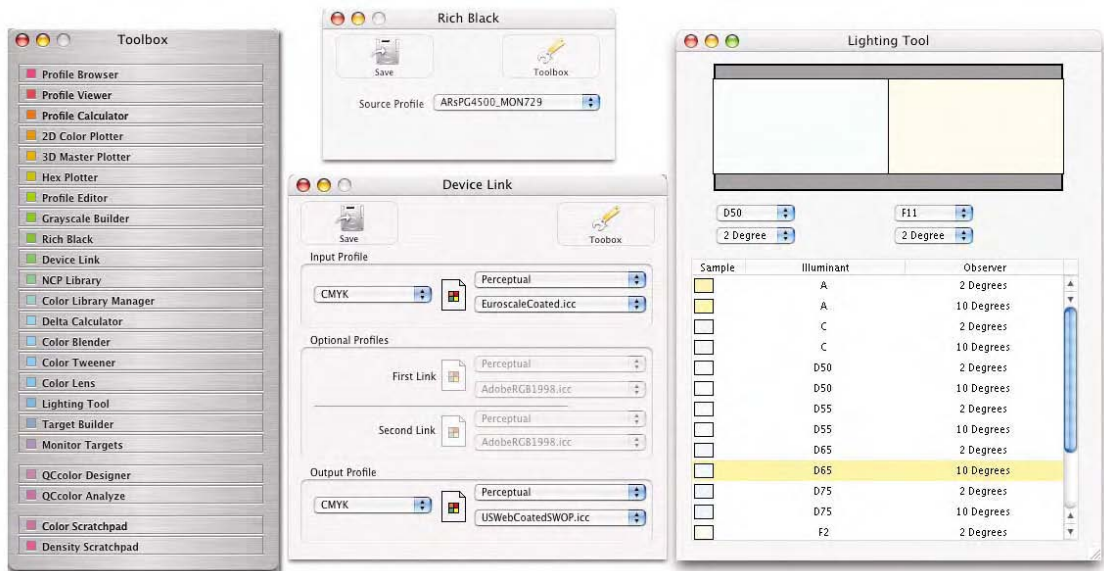 Toolbox
Profile Browser
Profile Viewer
Profile Calculator
2D Color Plotter
3D Master Plotter
Hex Plotter
Profile Editor
Grayscale Builder
Rich Black
Device Link
NCP Library
Color Library Manager
Delta Calculator
Color Blender
Color Tweener
Color Lens
Lighting Tool
Target Builder
Monitor Targets
QCcolor Designer
QCcolor Analyze
Color Scratchpad
Density Scratchpad
Rich Black
Save
Toolbox
Source Profile ARsPG4500_MON729
Device Link
Save
Toobox
Input Profile
CMYK
Perceptual
EuroscaleCoated.icc
Optional Profiles
First Link
Perceptual
AdobeRGB1998.icc
Second Link
Perceptual
AdobeRGB1998.icc
Output Profile
CMYK
Perceptual
USWebCoatedSWOP.icc
Lighting Tool
D50 F11
2 Degree 2 Degree
Sample Illuminant Observer
A 2 Degrees
A 10 Degrees
C 2 Degrees
C 10 Degrees
D50 2 Degrees
D50 10 Degrees
D55 2 Degrees
D55 10 Degrees
D65 2 Degrees
D65 10 Degrees
D75 2 Degrees
D75 10 Degrees
F2 2 Degrees